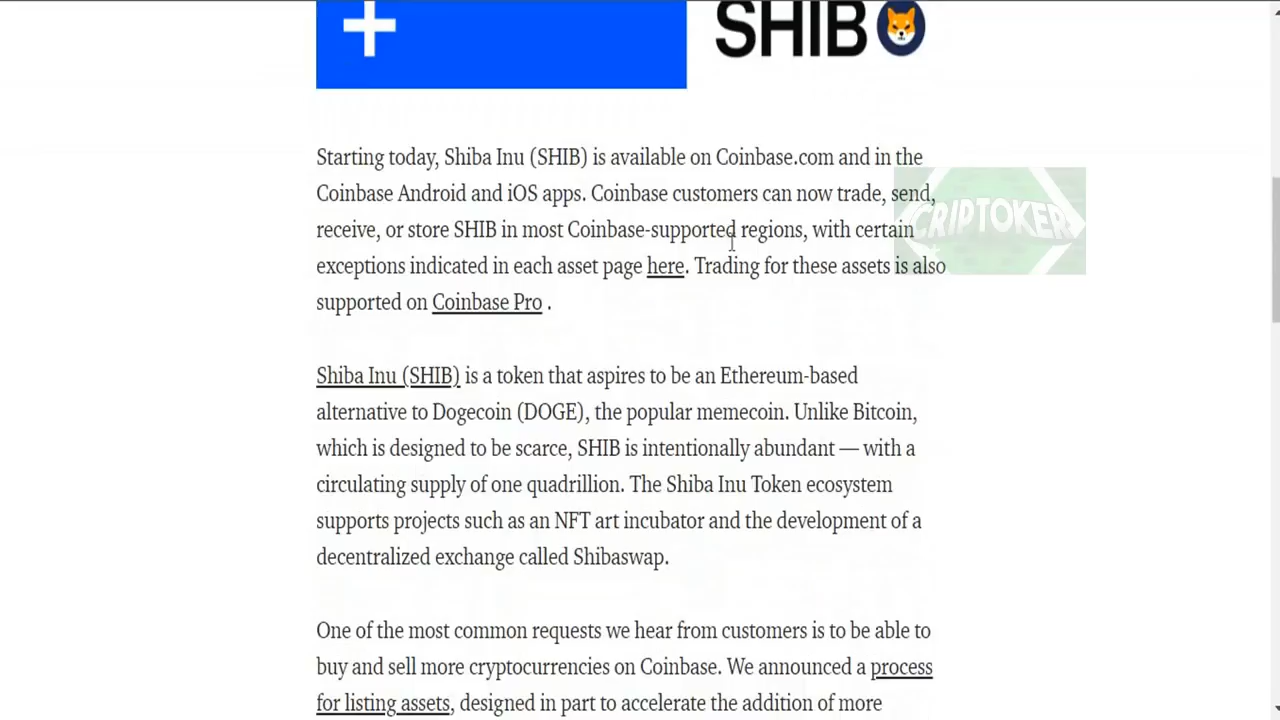 SHIB
Starting today, Shiba Inu (SHIB) is available on Coinbase.com and in the
Coinbase Android and iOS apps. Coinbase customers can now trade, send,
receive, or store SHIB in most Coinbase-supported regions, with certain
exceptions indicated in each asset page here. Trading for these assets is also
supported on Coinbase Pro .
CRIPTOKER
Shiba Inu (SHIB) is a token that aspires to be an Ethereum-based
alternative to Dogecoin (DOGE), the popular memecoin. Unlike Bitcoin,
which is designed to be scarce, SHIB is intentionally abundant — with a
circulating supply of one quadrillion. The Shiba Inu Token ecosystem
supports projects such as an NFT art incubator and the development of a
decentralized exchange called Shibaswap.
One of the most common requests we hear from customers is to be able to
buy and sell more cryptocurrencies on Coinbase. We announced a process
for listing assets, designed in part to accelerate the addition of more